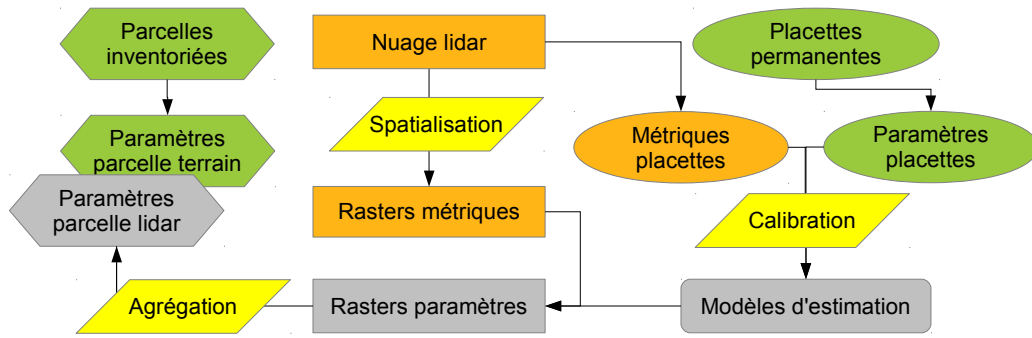 Parcelles
inventoriées
Nuage lidar
Placettes
permanentes
Spatialisation
Paramètres
parcelle terrain
Métriques
placettes
Paramètres
placettes
Paramètres
parcelle lidar
Rasters métriques
Calibration
Agrégation
Rasters paramètres
Modèles d'estimation